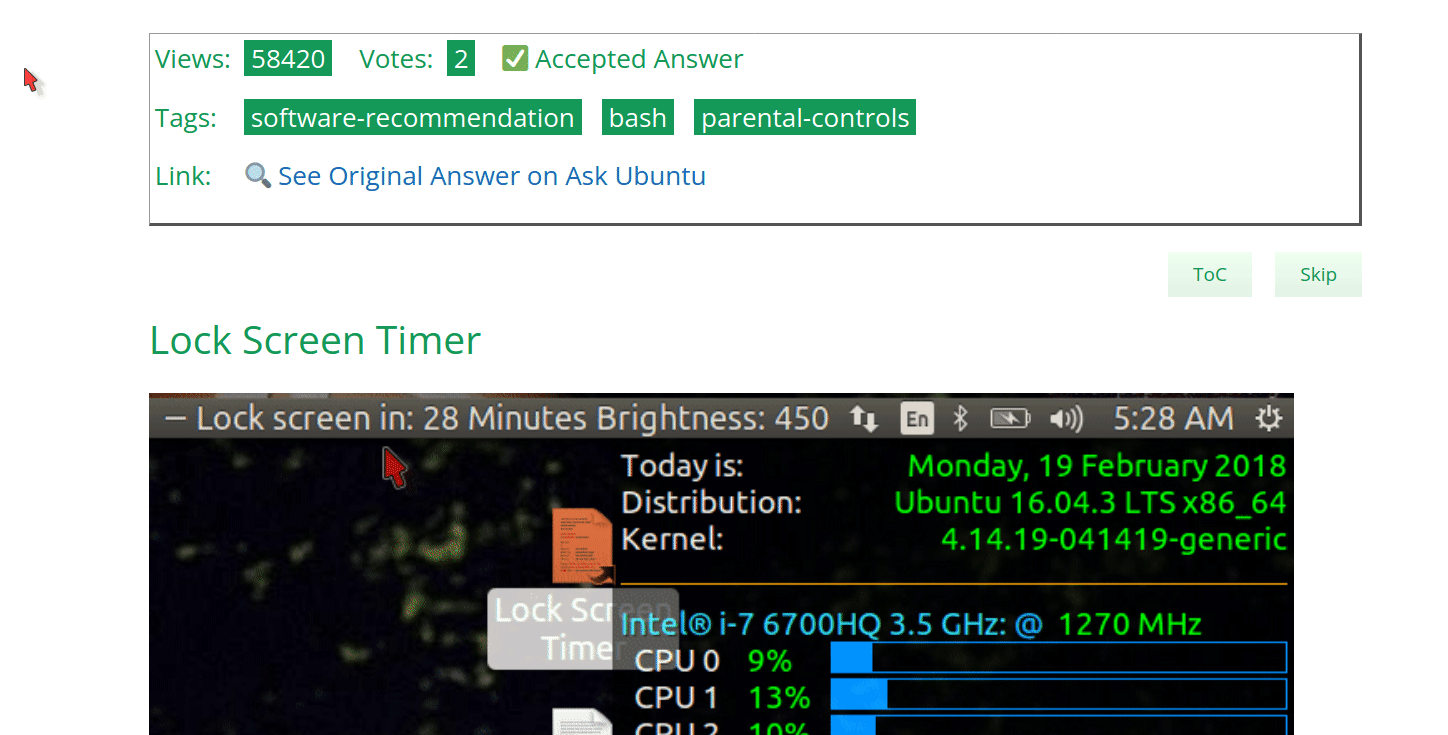 Views: 58420 Votes: 2 ✅ Accepted Answer
Tags: software-recommendation bash parental-controls
Link: 🔍 See Original Answer on Ask Ubuntu
ToC Skip
Lock Screen Timer
— Lock screen in: 28 Minutes Brightness: 450 En 5:28 AM
Today is: Monday, 19 February 2018
Distribution: Ubuntu 16.04.3 LTS x86_64
Kernel: 4.14.19-041419-generic
Lock Screen
Timer
Intel® i-7 6700HQ 3.5 GHz: @ 1270 MHz
CPU 0 9%
CPU 1 13%
CPU 2 10%